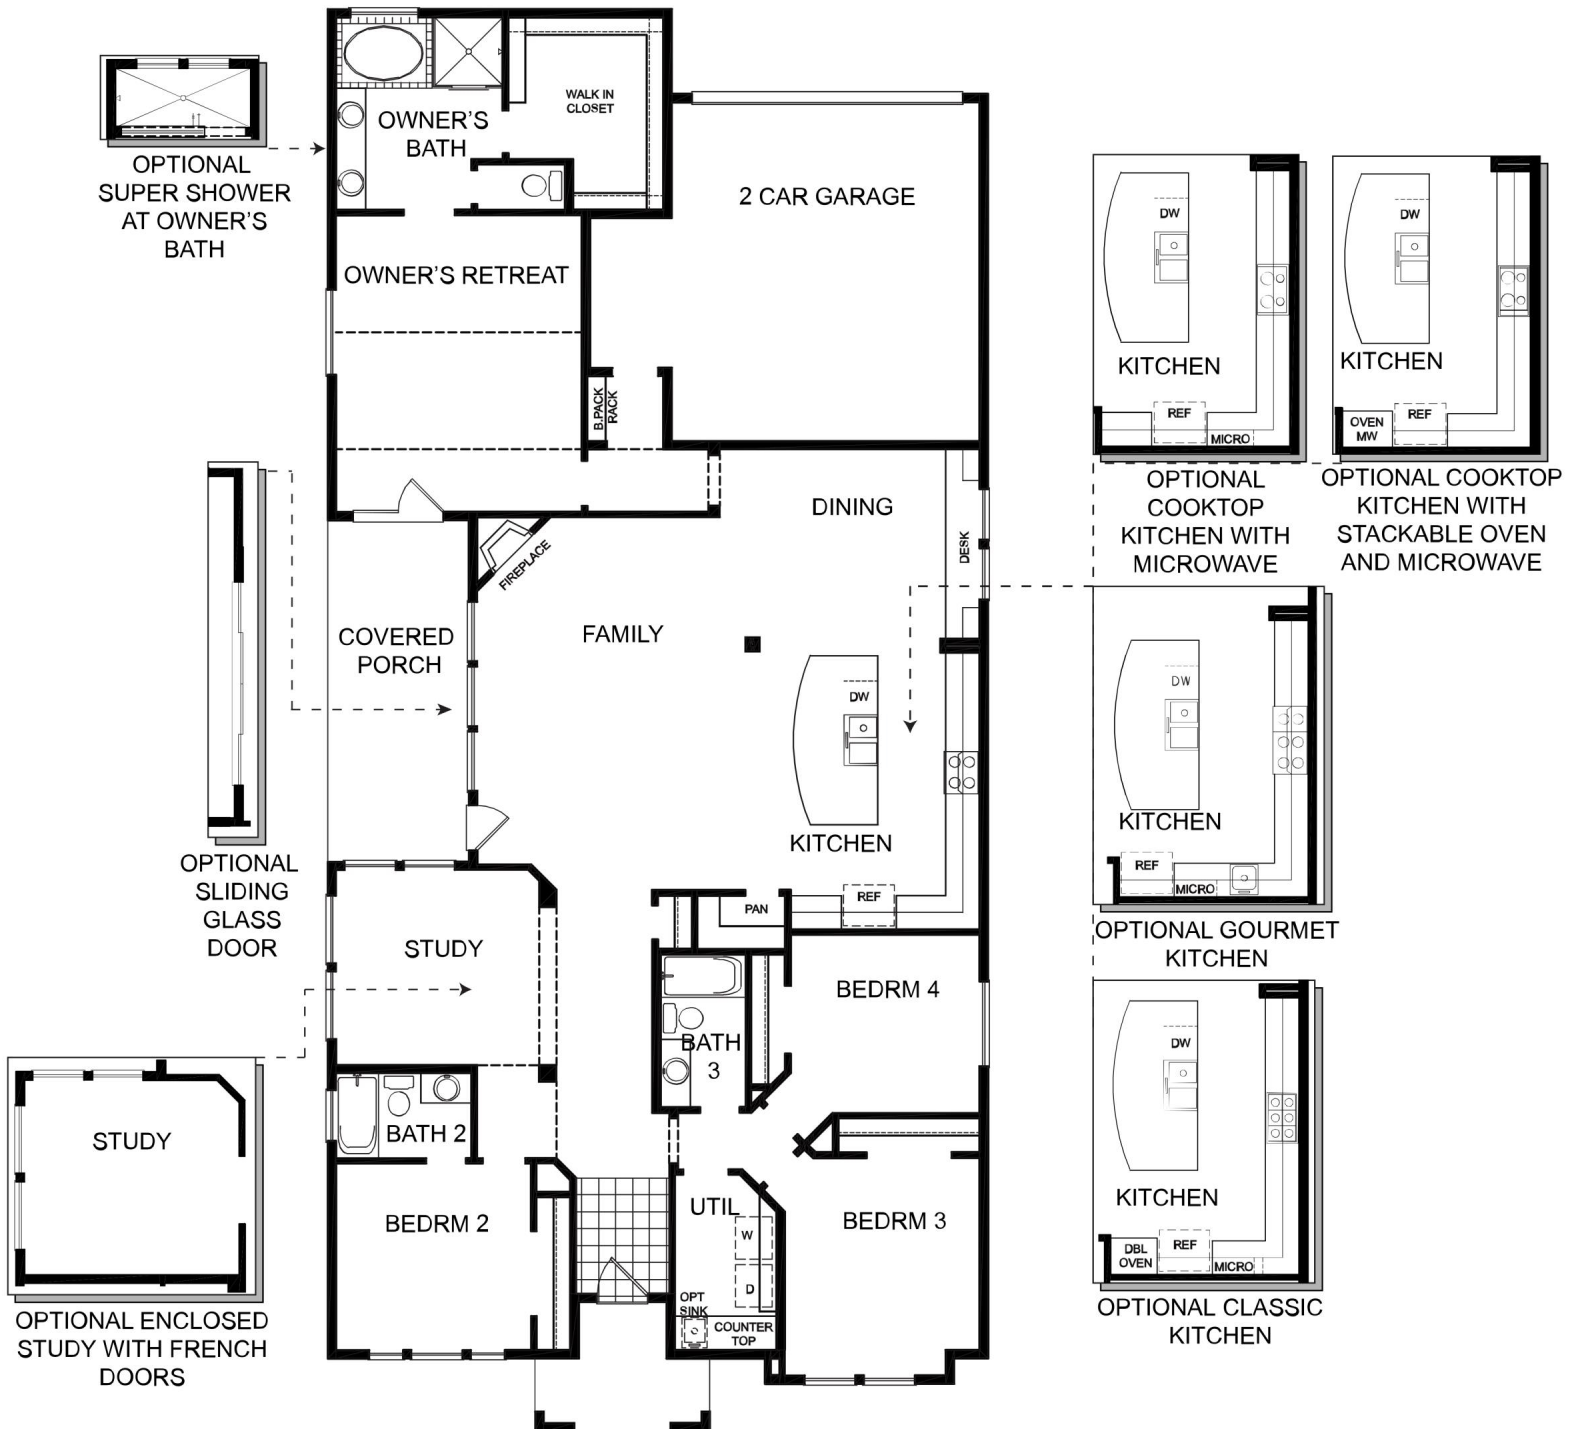 WALK IN
CLOSET
OWNER'S
BATH
OPTIONAL
SUPER SHOWER
AT OWNER'S
BATH
2 CAR GARAGE
OWNER'S RETREAT
B.PACK
RACK
DW
KITCHEN
REF
MICRO
OPTIONAL
COOKTOP
KITCHEN WITH
MICROWAVE
DW
KITCHEN
OVEN
MW
REF
OPTIONAL COOKTOP
KITCHEN WITH
STACKABLE OVEN
AND MICROWAVE
DINING
DESK
FIREPLACE
COVERED
PORCH
FAMILY
DW
KITCHEN
REF
PAN
OPTIONAL
SLIDING
GLASS
DOOR
DW
KITCHEN
REF
MICRO
OPTIONAL GOURMET
KITCHEN
STUDY
BEDRM 4
BATH
3
BATH 2
DW
KITCHEN
DBL
OVEN
REF
MICRO
OPTIONAL CLASSIC
KITCHEN
STUDY
OPTIONAL ENCLOSED
STUDY WITH FRENCH
DOORS
BEDRM 2
UTIL
W
D
OPT
SINK
COUNTER
TOP
BEDRM 3